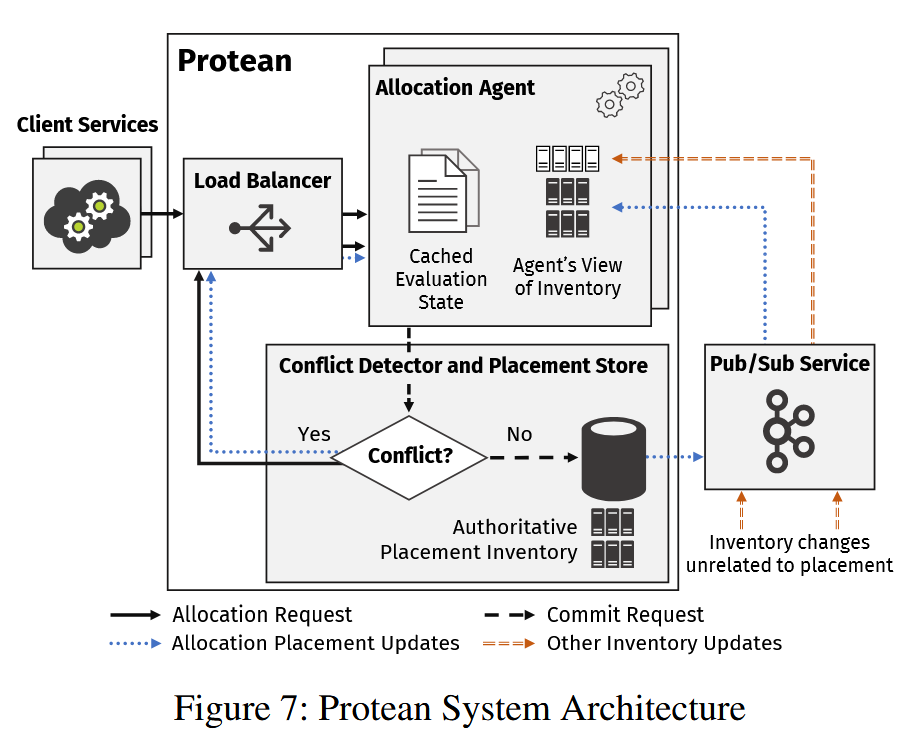 Protean
Client Services
Load Balancer
Allocation Agent
Cached
Evaluation
State
Agent's View
of Inventory
Conflict Detector and Placement Store
Yes
Conflict?
No
Authoritative
Placement Inventory
Pub/Sub Service
Inventory changes
unrelated to placement
Allocation Request
Commit Request
Allocation Placement Updates
Other Inventory Updates
Figure 7: Protean System Architecture